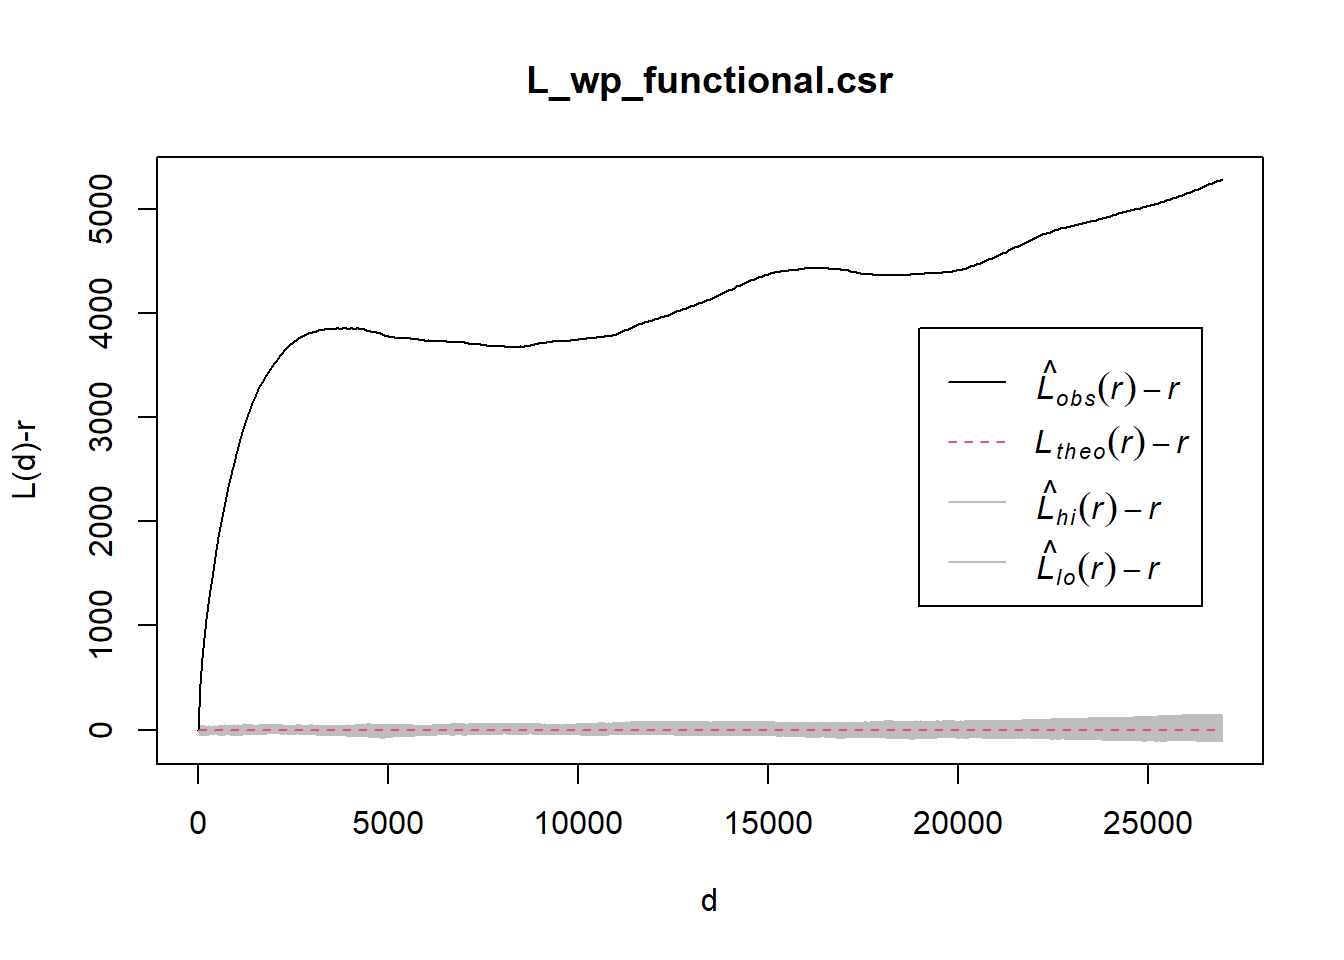 L_wp_functional.csr
L(d)-r
5000
4000
3000
2000
1000
0
L̂obs(r) − r
Ltheo(r) − r
L̂hi(r) − r
L̂lo(r) − r
0 5000 10000 15000 20000 25000
d